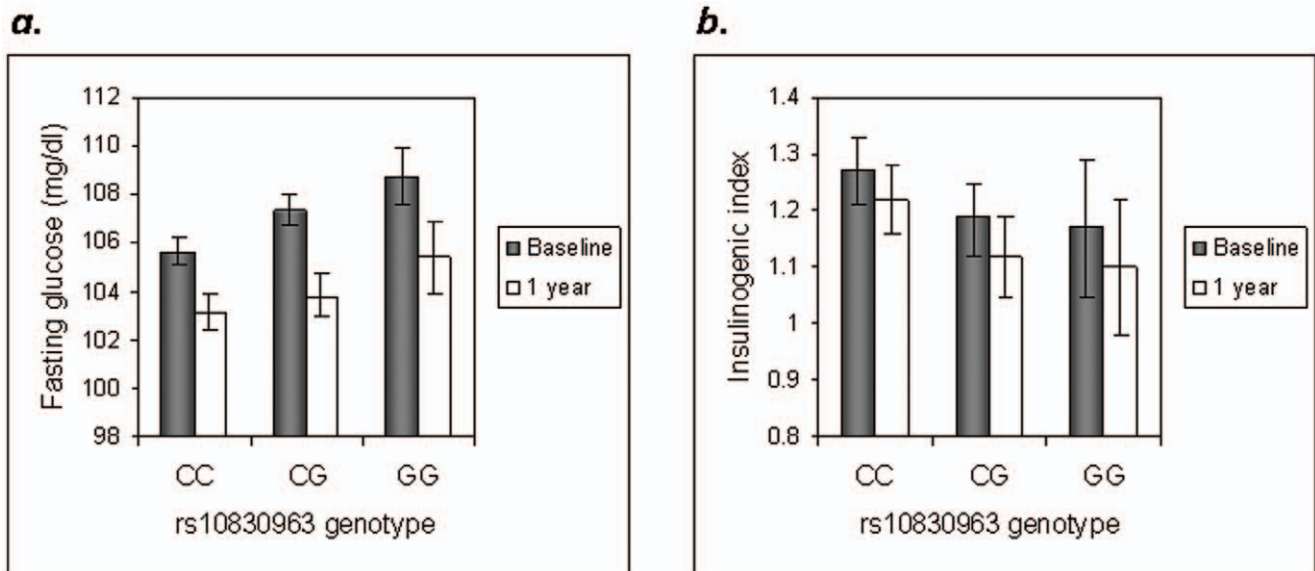 a.
Fasting glucose (mg/dl)
112
110
108
106
104
102
100
98
CC CG GG
rs10830963 genotype
Baseline
1 year
b.
Insulinogenic index
1.4
1.3
1.2
1.1
1
0.9
0.8
CC CG GG
rs10830963 genotype
Baseline
1 year